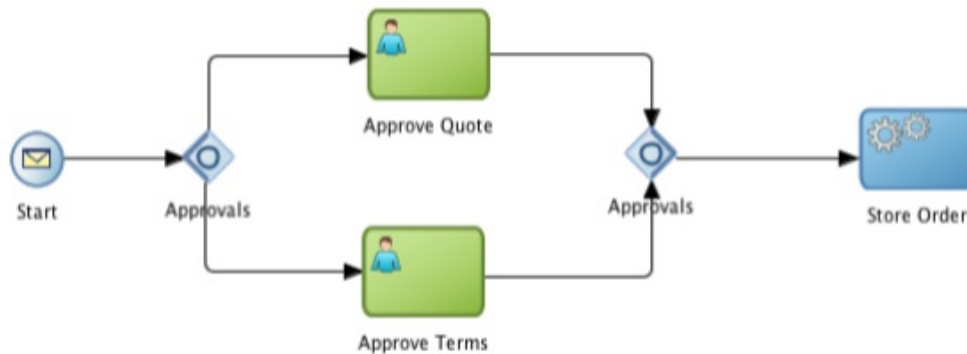 Approve Quote
Start
Approvals
Approvals
Store Order
Approve Terms